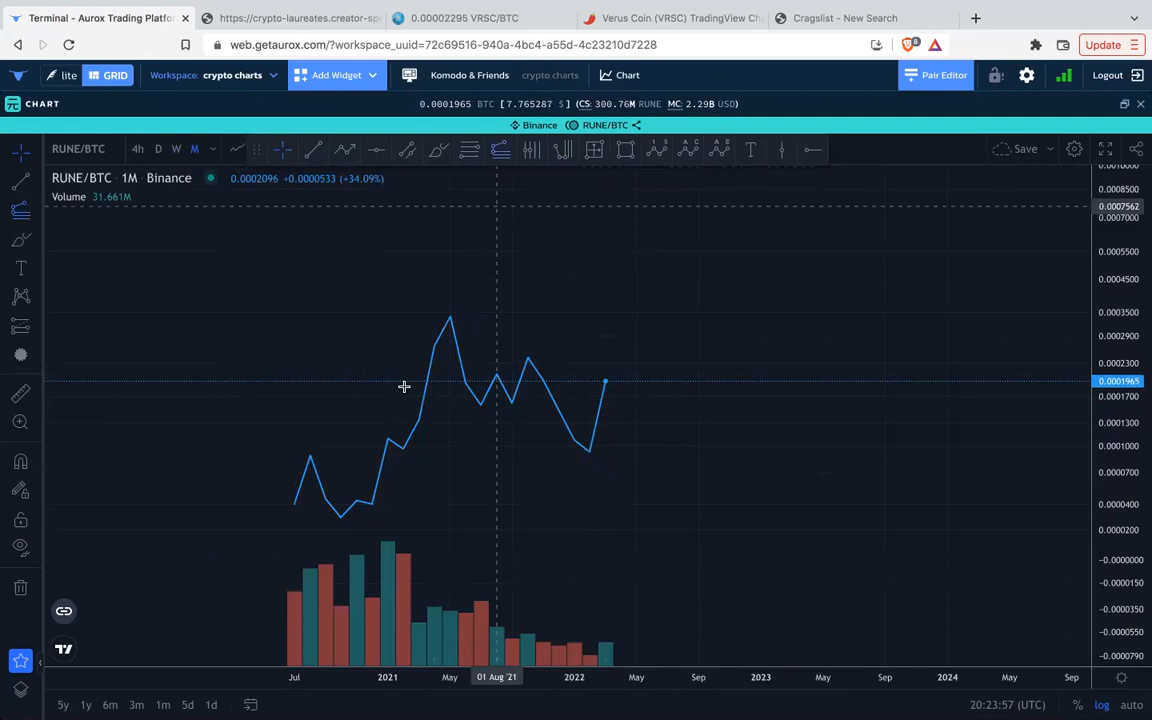 Terminal - Aurox Trading Platfo
https://crypto-laureates.creator-sp
0.00002295 VRSC/BTC
Verus Coin (VRSC) TradingView Cha
Cragslist - New Search
web.getaurox.com/?workspace_uuid=72c69516-940a-4bc4-a55d-4c23210d7228
Update
lite GRID Workspace: crypto charts Add Widget Komodo & Friends crypto charts Chart Pair Editor Logout
CHART 0.0001965 BTC [7.765287 $] (CS: 300.76M RUNE MC: 2.29B USD)
Binance RUNE/BTC
RUNE/BTC 4h D W M Save
RUNE/BTC · 1M · Binance 0.0002096 +0.0000533 (+34.09%)
Volume 31.661M
0.0010000
0.0008500
0.0007562
0.0007000
0.0005500
0.0004500
0.0003500
0.0002900
0.0002300
0.0001965
0.0001700
0.0001300
0.0001000
0.0000700
0.0000400
0.0000200
-0.0000000
-0.0000150
-0.0000350
-0.0000550
-0.0000790
Jul 2021 May 01 Aug '21 2022 May Sep 2023 May Sep 2024 May Sep
5y 1y 6m 3m 1m 5d 1d 20:23:57 (UTC) % log auto